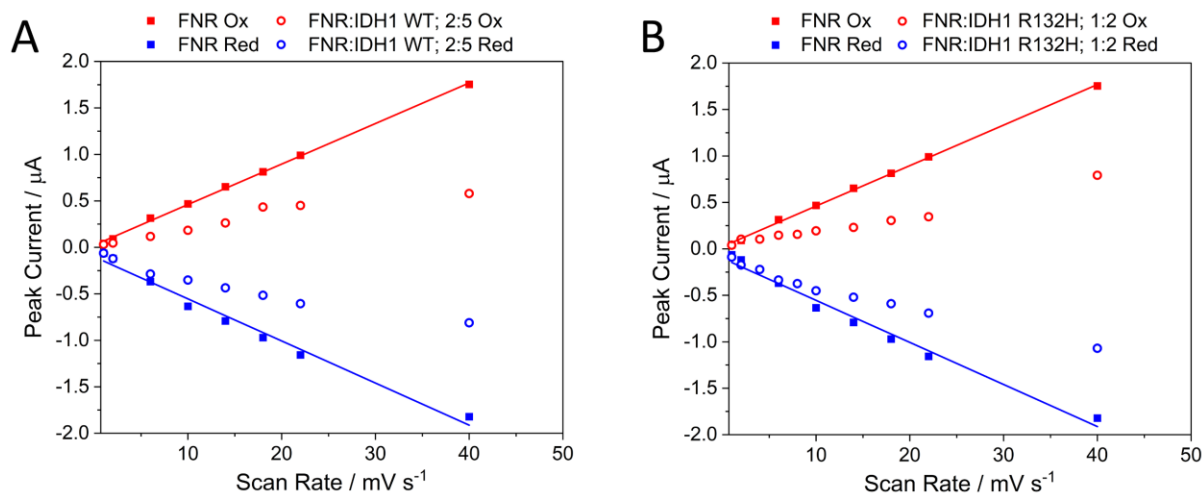 A
FNR Ox
FNR:IDH1 WT; 2:5 Ox
FNR Red
FNR:IDH1 WT; 2:5 Red
2.0
1.5
1.0
0.5
0.0
-0.5
-1.0
-1.5
-2.0
Peak Current / μA
10
20
30
40
50
Scan Rate / mV s⁻¹
B
FNR Ox
FNR:IDH1 R132H; 1:2 Ox
FNR Red
FNR:IDH1 R132H; 1:2 Red
2.0
1.5
1.0
0.5
0.0
-0.5
-1.0
-1.5
-2.0
Peak Current / μA
10
20
30
40
50
Scan Rate / mV s⁻¹